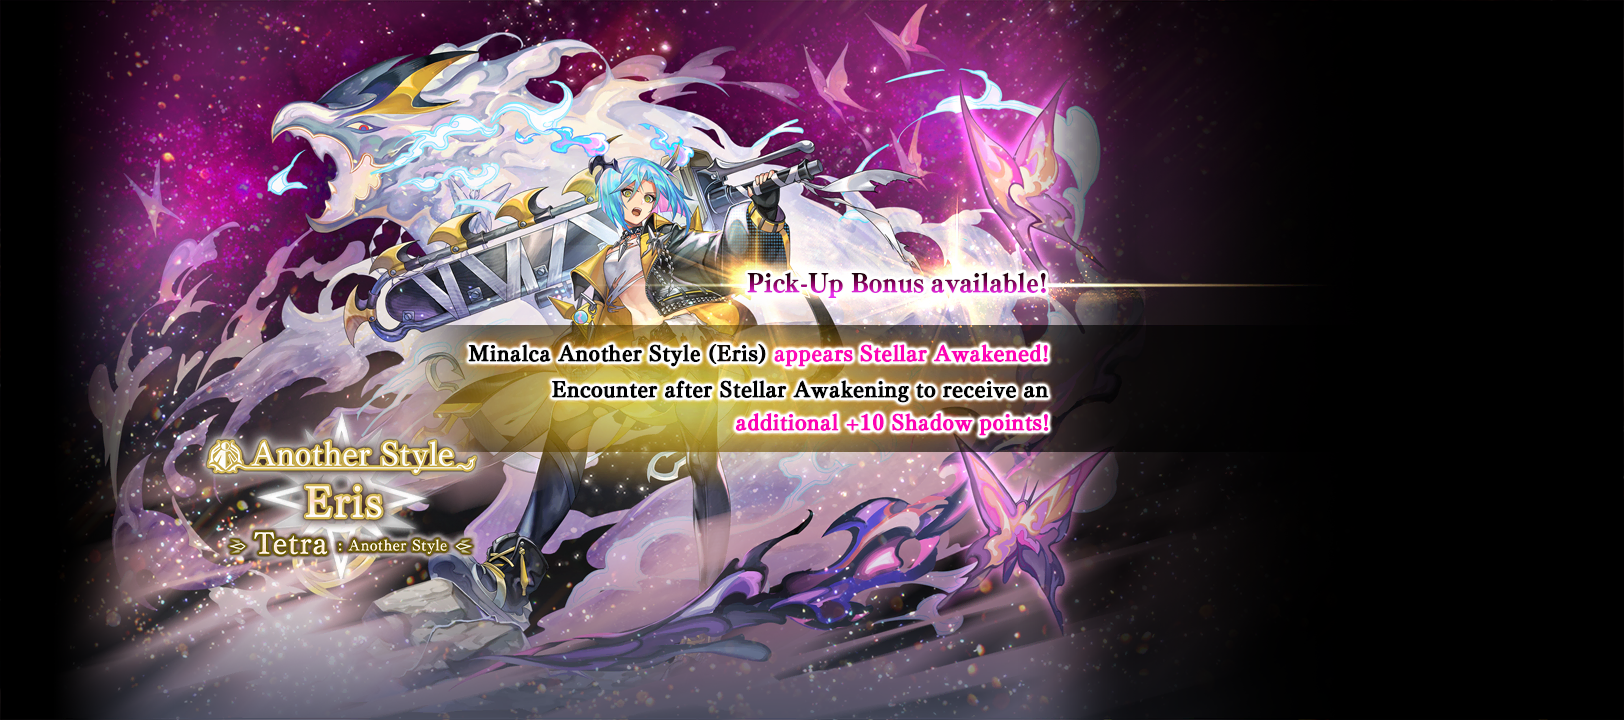 Pick-Up Bonus available!
Minalca Another Style (Eris) appears Stellar Awakened!
Encounter after Stellar Awakening to receive an
additional +10 Shadow points!
Another Style
Eris
Tetra : Another Style